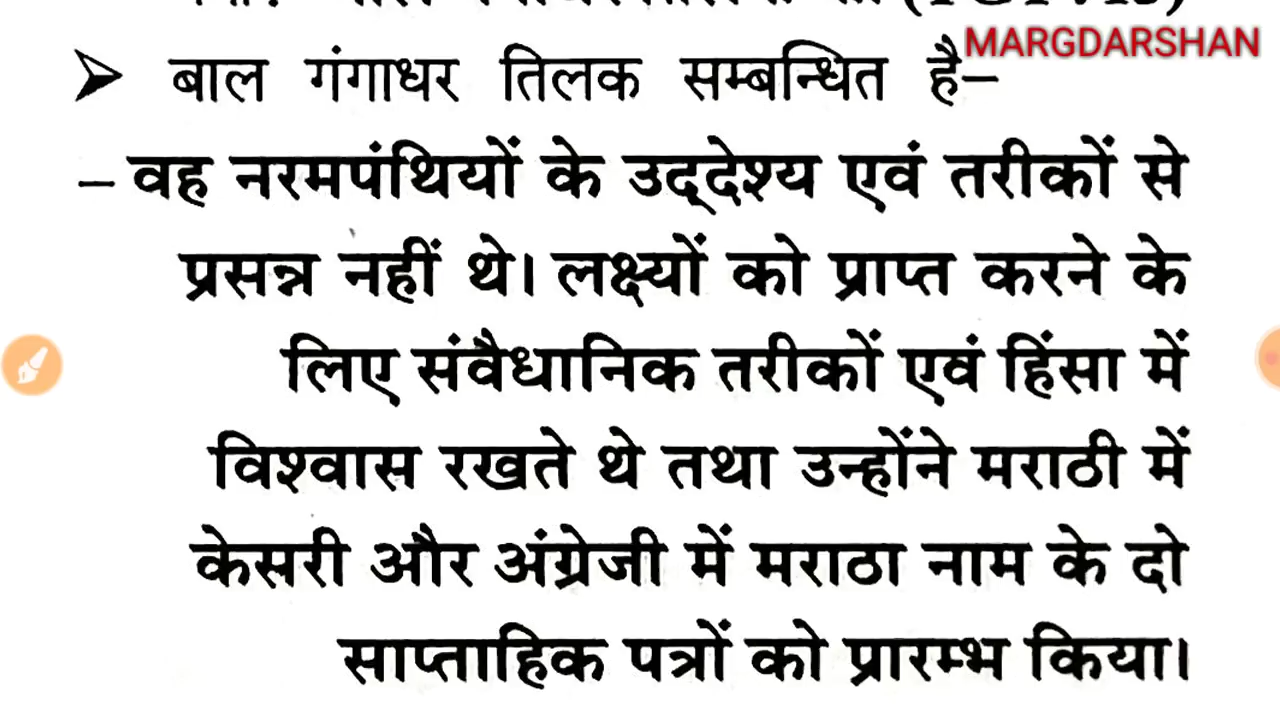 MARGDARSHAN
➤ बाल गंगाधर तिलक सम्बन्धित है–
– वह नरमपंथियों के उद्‌देश्य एवं तरीकों से
प्रसन्न नहीं थे। लक्ष्यों को प्राप्त करने के
लिए संवैधानिक तरीकों एवं हिंसा में
विश्वास रखते थे तथा उन्होंने मराठी में
केसरी और अंग्रेजी में मराठा नाम के दो
साप्ताहिक पत्रों को प्रारम्भ किया।